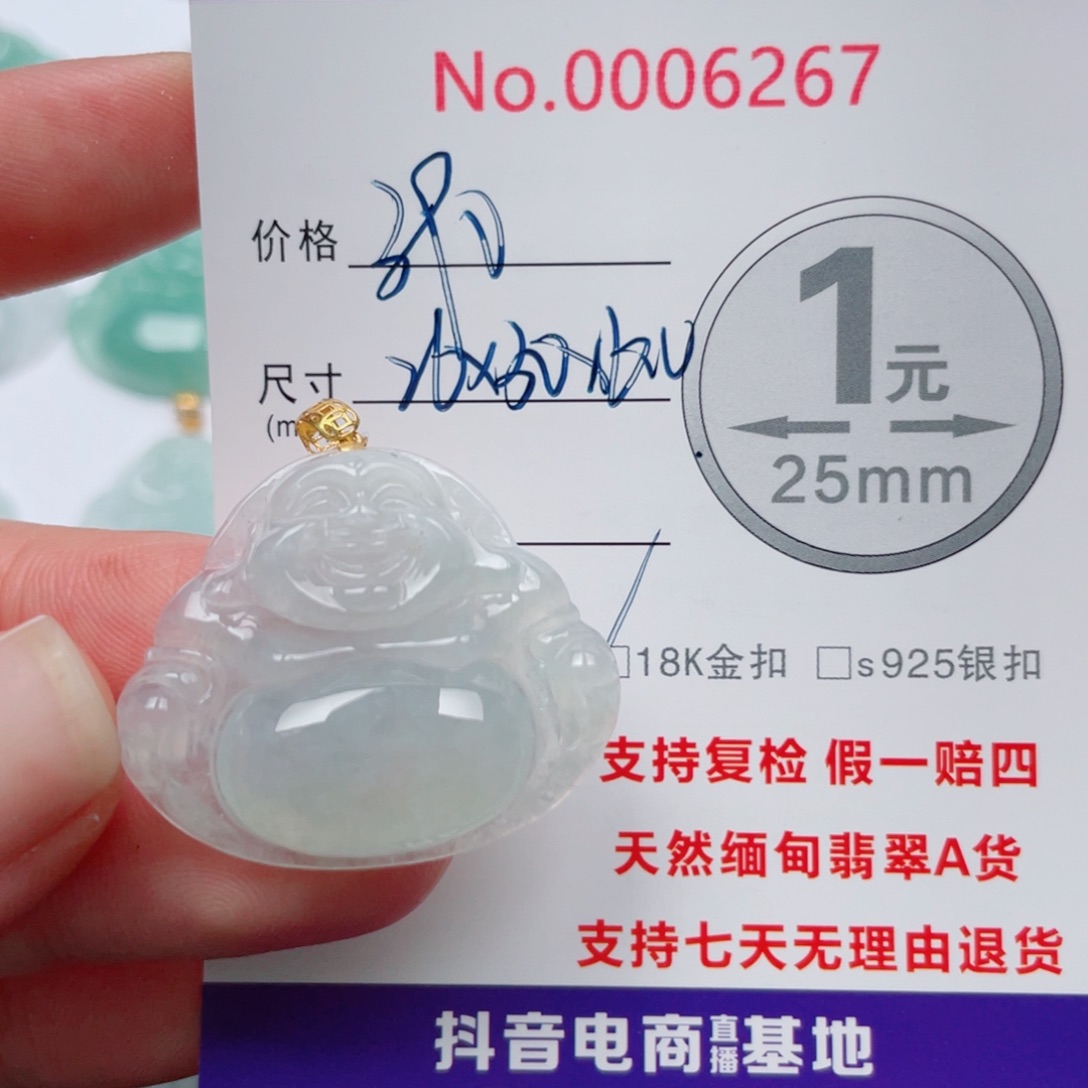 No.0006267
价格
尺寸
(m
1元
25mm
□18K金扣 □s925银扣
支持复检 假一赔四
天然缅甸翡翠A货
支持七天无理由退货
抖音电商直播基地